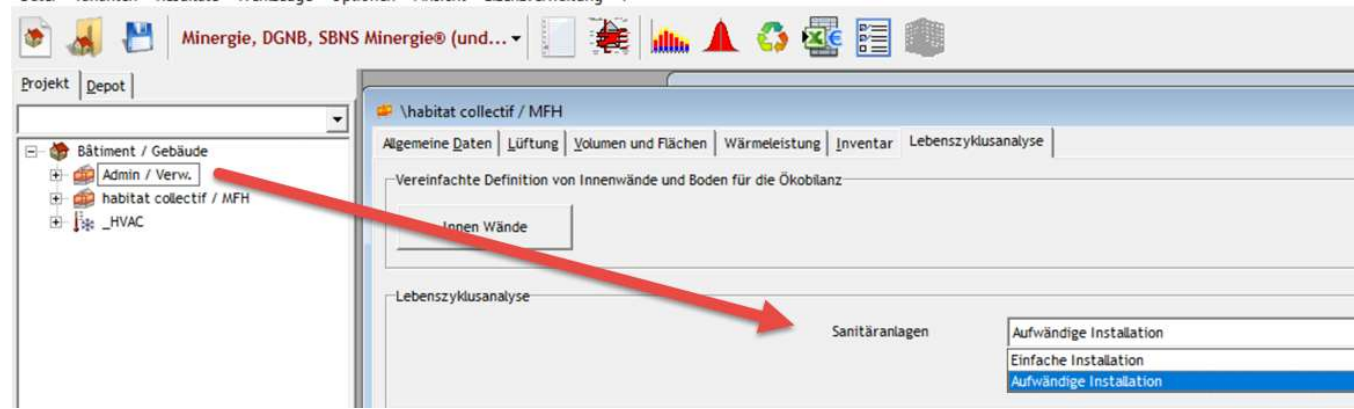 Minergie, DGNB, SBNS Minergie® (und...
Projekt Depot
\habitat collectif / MFH
Allgemeine Daten Lüftung Volumen und Flächen Wärmeleistung Inventar Lebenszyklusanalyse
Bâtiment / Gebäude
Admin / Verw.
habitat collectif / MFH
_HVAC
Vereinfachte Definition von Innenwände und Boden für die Ökobilanz
Innen Wände
Lebenszyklusanalyse
Sanitäranlagen Aufwändige Installation
Einfache Installation
Aufwändige Installation